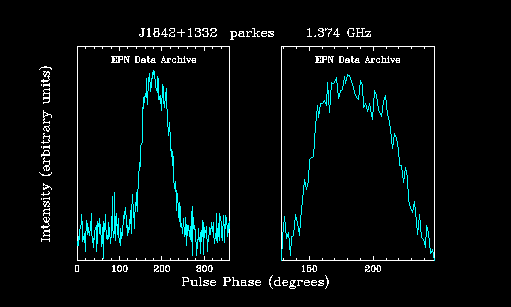 J1842+1332 parkes 1.374 GHz
EPN Data Archive
EPN Data Archive
Intensity (arbitrary units)
0 100 200 300
150 200
Pulse Phase (degrees)